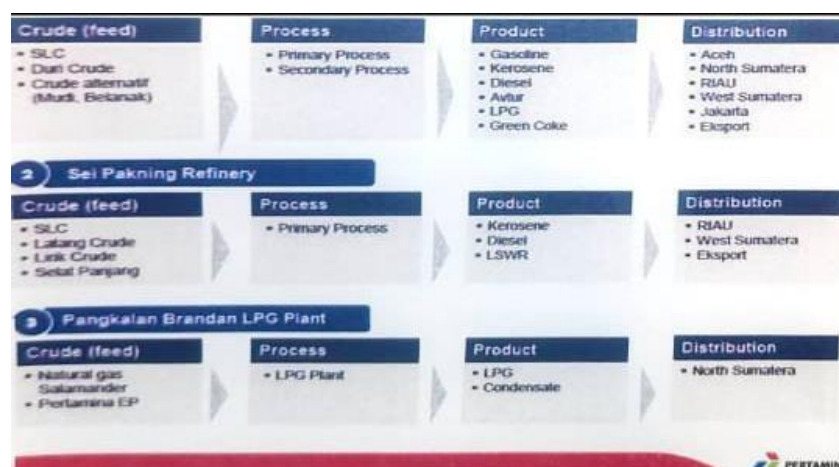 Crude (feed)
Process
Product
Distribution
• SLC
• Duri Crude
• Crude alternatif
(Mudi, Belanak)
• Primary Process
• Secondary Process
• Gasoline
• Kerosene
• Diesel
• Avtur
• LPG
• Green Coke
• Aceh
• North Sumatera
• RIAU
• West Sumatera
• Jakarta
• Eksport
2 Sei Pakning Refinery
Crude (feed)
Process
Product
Distribution
• SLC
• Lalang Crude
• Lirik Crude
• Selat Panjang
• Primary Process
• Kerosene
• Diesel
• LSWR
• RIAU
• West Sumatera
• Eksport
3 Pangkalan Brandan LPG Plant
Crude (feed)
Process
Product
Distribution
• Natural gas
Salamander
• Pertamina EP
• LPG Plant
• LPG
• Condensate
• North Sumatera
PERTAMIN